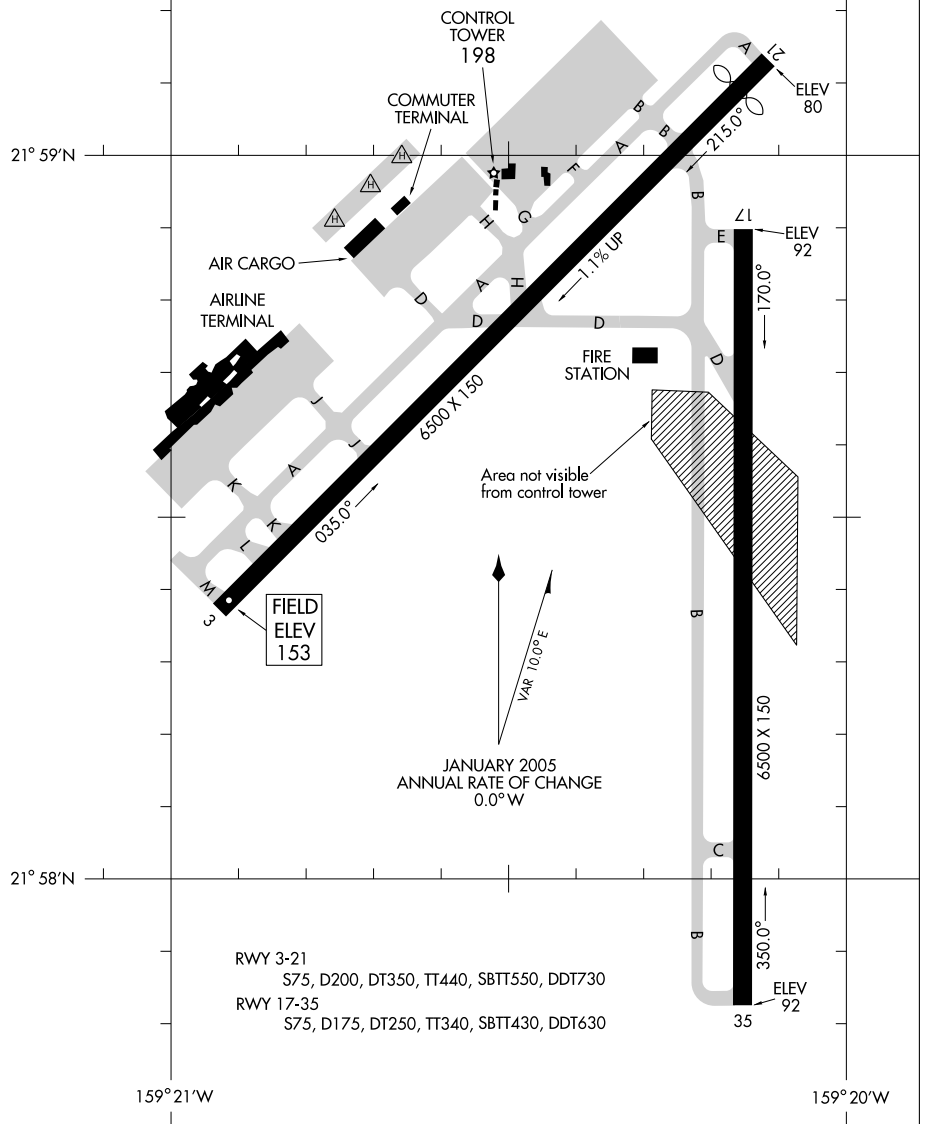 CONTROL
TOWER
198
COMMUTER
TERMINAL
A
21
ELEV
80
B
B
A
215.0°
21° 59'N
H
H
H
F
B
G
H
17
E
ELEV
92
AIR CARGO
1.1% UP
170.0°
A
H
D
D
D
AIRLINE
TERMINAL
FIRE
STATION
D
6500 X 150
J
J
Area not visible
from control tower
A
K
K
L
035.0°
M
3
FIELD
ELEV
153
VAR 10.0° E
B
6500 X 150
JANUARY 2005
ANNUAL RATE OF CHANGE
0.0° W
C
21° 58'N
B
350.0°
RWY 3-21
S75, D200, DT350, TT440, SBTT550, DDT730
RWY 17-35
S75, D175, DT250, TT340, SBTT430, DDT630
ELEV
92
35
159° 21'W
159° 20'W